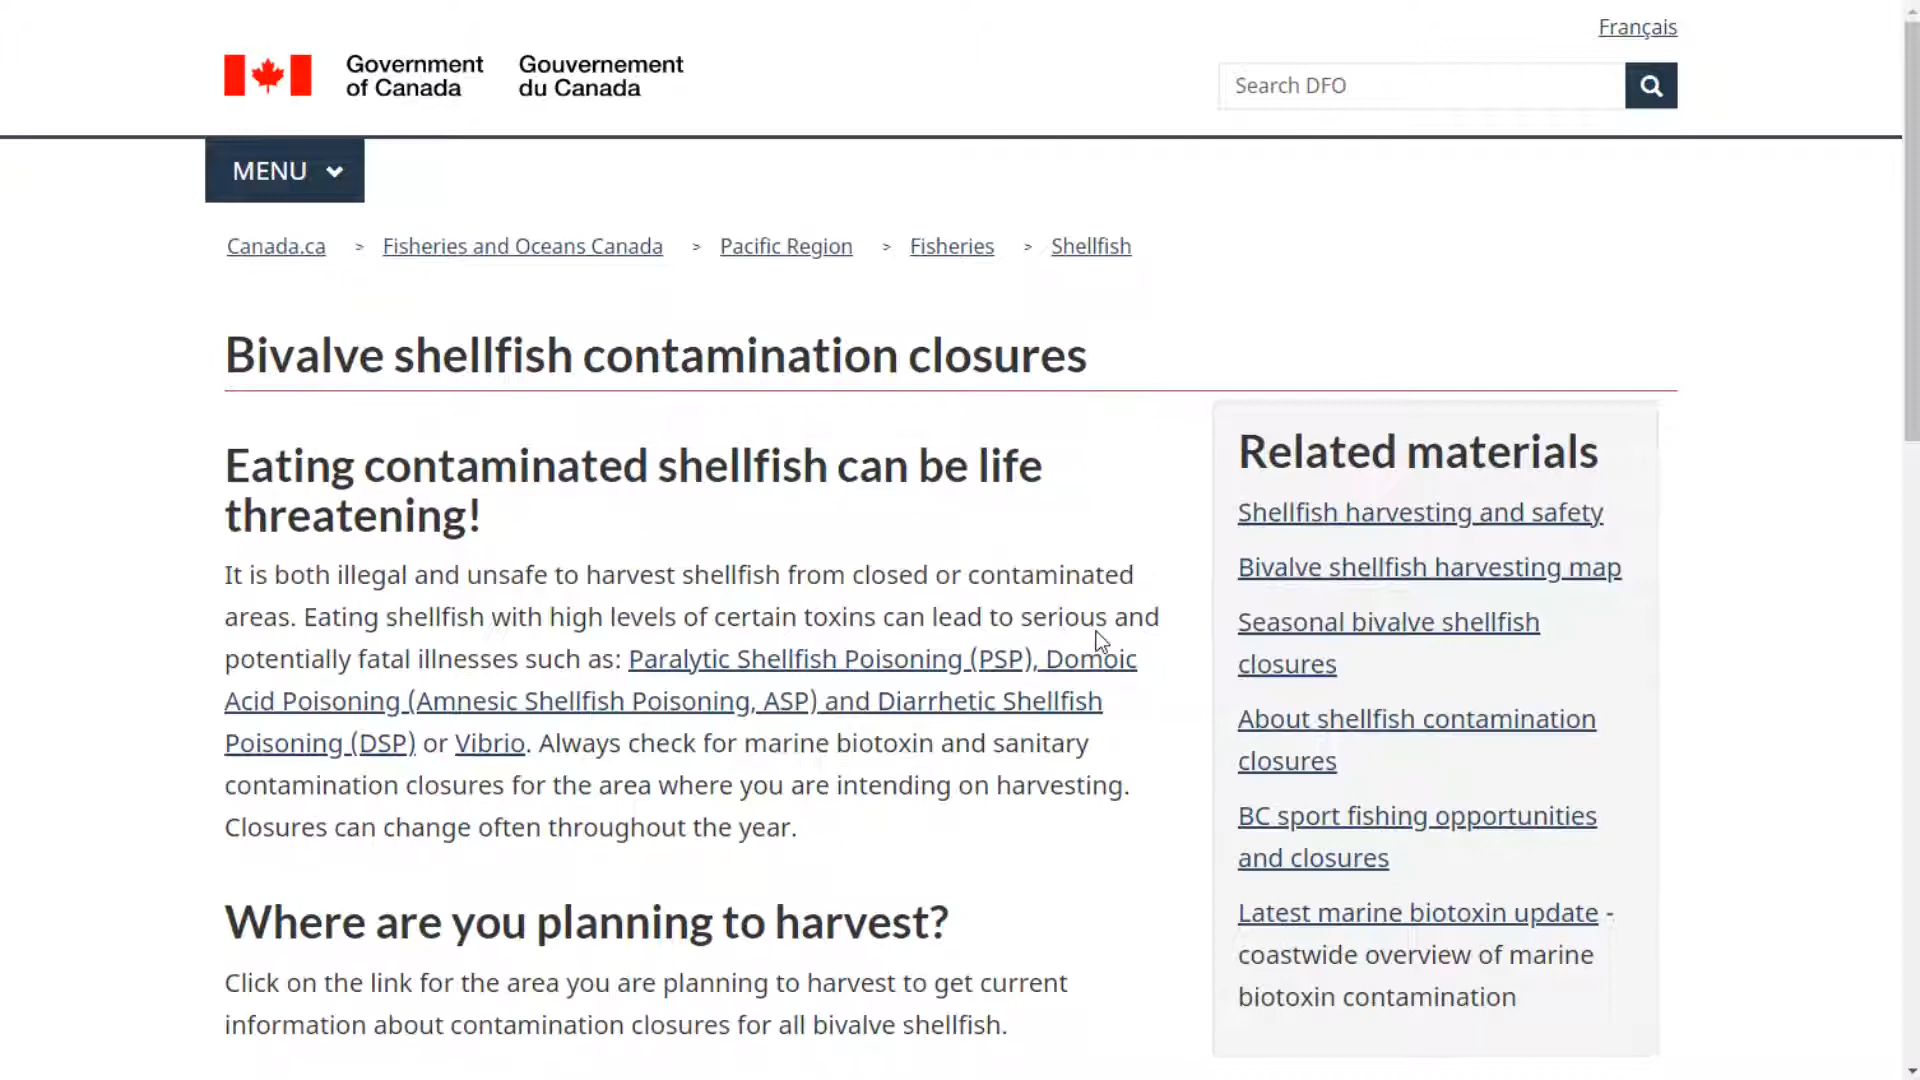 Français
Government
of Canada
Gouvernement
du Canada
Search DFO
MENU
Canada.ca > Fisheries and Oceans Canada > Pacific Region > Fisheries > Shellfish
Bivalve shellfish contamination closures
Eating contaminated shellfish can be life
threatening!
It is both illegal and unsafe to harvest shellfish from closed or contaminated
areas. Eating shellfish with high levels of certain toxins can lead to serious and
potentially fatal illnesses such as: Paralytic Shellfish Poisoning (PSP), Domoic
Acid Poisoning (Amnesic Shellfish Poisoning, ASP) and Diarrhetic Shellfish
Poisoning (DSP) or Vibrio. Always check for marine biotoxin and sanitary
contamination closures for the area where you are intending on harvesting.
Closures can change often throughout the year.
Where are you planning to harvest?
Click on the link for the area you are planning to harvest to get current
information about contamination closures for all bivalve shellfish.
Related materials
Shellfish harvesting and safety
Bivalve shellfish harvesting map
Seasonal bivalve shellfish
closures
About shellfish contamination
closures
BC sport fishing opportunities
and closures
Latest marine biotoxin update -
coastwide overview of marine
biotoxin contamination